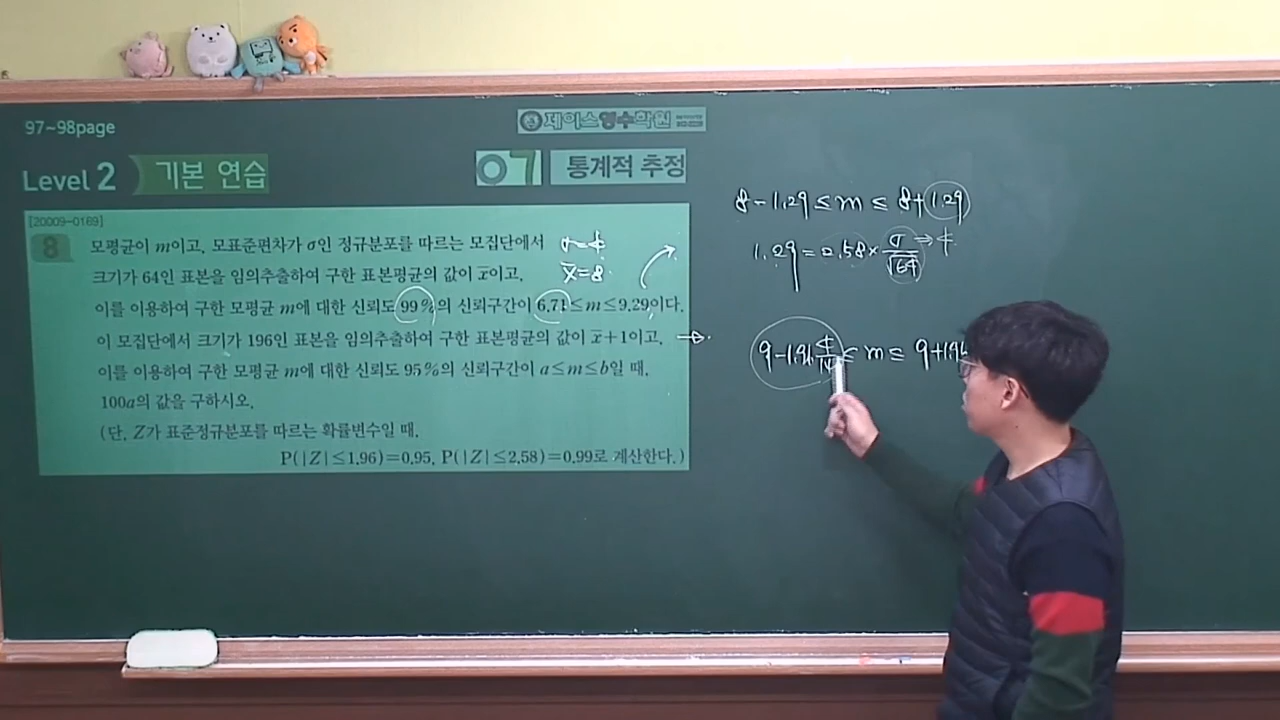 97~98page
제이스영수학원
Level 2 기본 연습
07 통계적 추정
[20009-0169]
8 모평균이 m이고, 모표준편차가 σ인 정규분포를 따르는 모집단에서
크기가 64인 표본을 임의추출하여 구한 표본평균의 값이 x̄이고,
이를 이용하여 구한 모평균 m에 대한 신뢰도 99%의 신뢰구간이 6.71≤m≤9.29이다.
이 모집단에서 크기가 196인 표본을 임의추출하여 구한 표본평균의 값이 x̄+1이고,
이를 이용하여 구한 모평균 m에 대한 신뢰도 95%의 신뢰구간이 a≤m≤b일 때,
100a의 값을 구하시오.
(단, Z가 표준정규분포를 따르는 확률변수일 때,
P(|Z|≤1.96)=0.95, P(|Z|≤2.58)=0.99로 계산한다.)
σ=4
x̄=8.
8-1.29≤m≤8+1.29
1.29=2.58×σ/√64⇒4
9-1.96 4/14≤m≤9+1.96